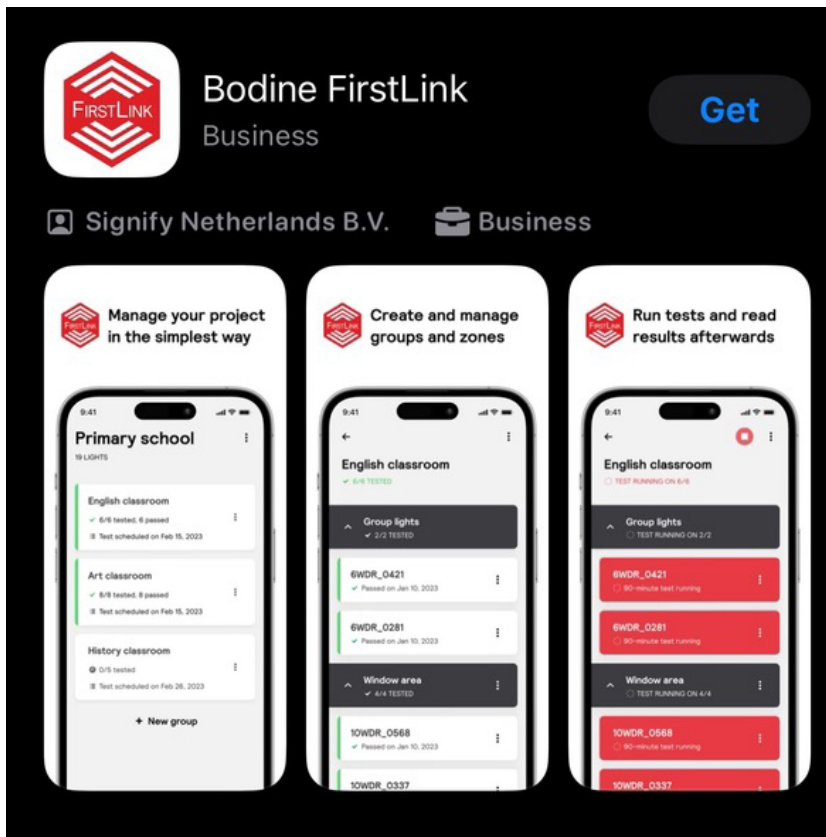 FIRSTLINK
Bodine FirstLink
Business
Get
Signify Netherlands B.V.
Business
FIRSTLINK
Manage your project
in the simplest way
9:41
Primary school
19 LIGHTS
English classroom
6/6 tested, 6 passed
Test scheduled on Feb 15, 2023
Art classroom
8/8 tested, 8 passed
Test scheduled on Feb 15, 2023
History classroom
0/5 tested
Test scheduled on Feb 26, 2023
+ New group
FIRSTLINK
Create and manage
groups and zones
9:41
English classroom
6/6 TESTED
Group lights
2/2 TESTED
6WDR_0421
Passed on Jan 10, 2023
6WDR_0281
Passed on Jan 10, 2023
Window area
4/4 TESTED
10WDR_0568
Passed on Jan 10, 2023
10WDR_0337
FIRSTLINK
Run tests and read
results afterwards
9:41
English classroom
TEST RUNNING ON 6/6
Group lights
TEST RUNNING ON 2/2
6WDR_0421
90-minute test running
6WDR_0281
90-minute test running
Window area
TEST RUNNING ON 4/4
10WDR_0568
90-minute test running
10WDR_0337